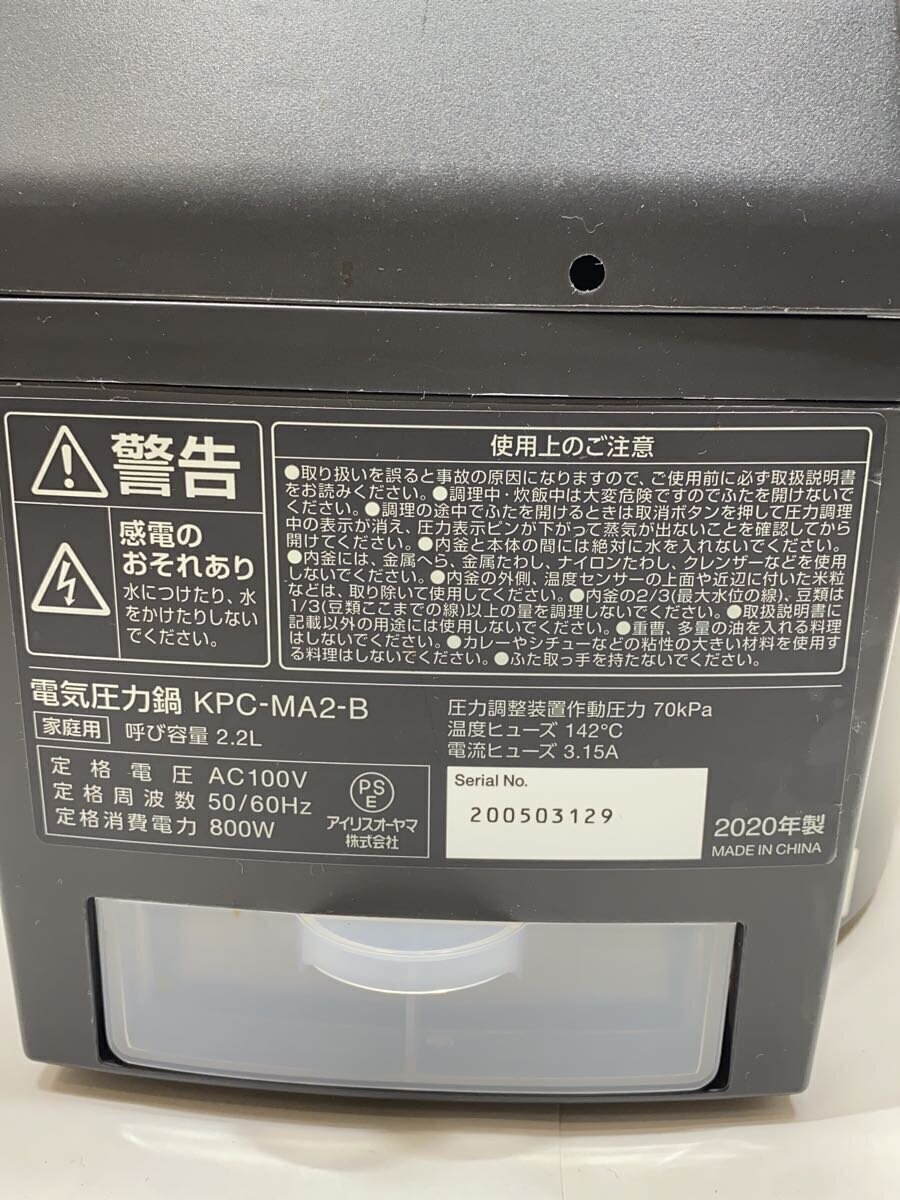 警告
感電の
おそれあり
水につけたり、水
をかけたりしない
でください。
使用上のご注意
●取り扱いを誤ると事故の原因になりますので、ご使用前に必ず取扱説明書
をお読みください。●調理中・炊飯中は大変危険ですのでふたを開けないで
ください。●調理の途中でふたを開けるときは取消ボタンを押して圧力調理
中の表示が消え、圧力表示ピンが下がって蒸気が出ないことを確認してから
開けてください。●内釜と本体の間には絶対に水を入れないでください。
●内釜には、金属へら、金属たわし、ナイロンたわし、クレンザーなどを使用
しないでください。●内釜の外側、温度センサーの上面や近辺に付いた米粒
などは、取り除いて使用してください。●内釜の2/3(最大水位の線)、豆類は
1/3(豆類ここまでの線)以上の量を調理しないでください。●取扱説明書に
記載以外の用途には使用しないでください。●重曹、多量の油を入れる料理
はしないでください。●カレーやシチューなどの粘性の大きい材料を使用す
る料理はしないでください。●ふた取っ手を持たないでください。
電気圧力鍋 KPC-MA2-B
家庭用 呼び容量 2.2L
圧力調整装置作動圧力 70kPa
温度ヒューズ 142℃
電流ヒューズ 3.15A
定格電圧 AC100V
定格周波数 50/60Hz
定格消費電力 800W
PS
E
アイリスオーヤマ
株式会社
Serial No.
200503129
2020年製
MADE IN CHINA